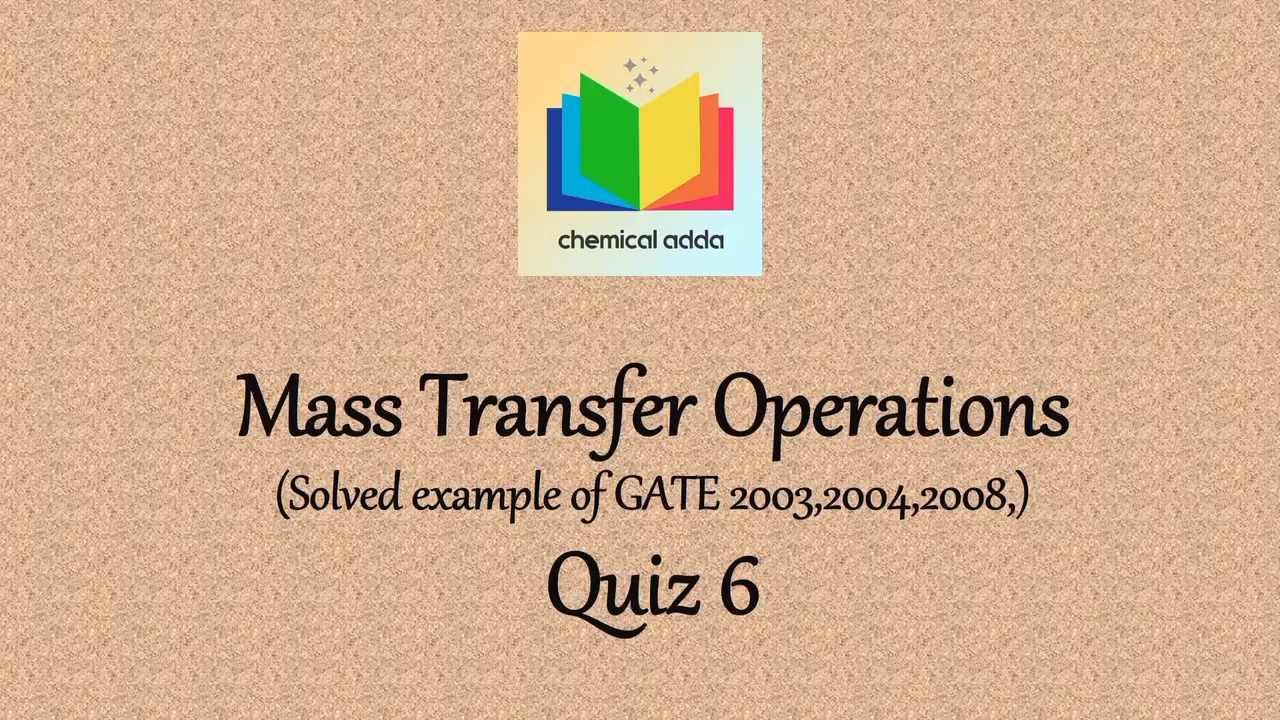 chemical adda
Mass Transfer Operations
(Solved example of GATE 2003,2004,2008,)
Quiz 6